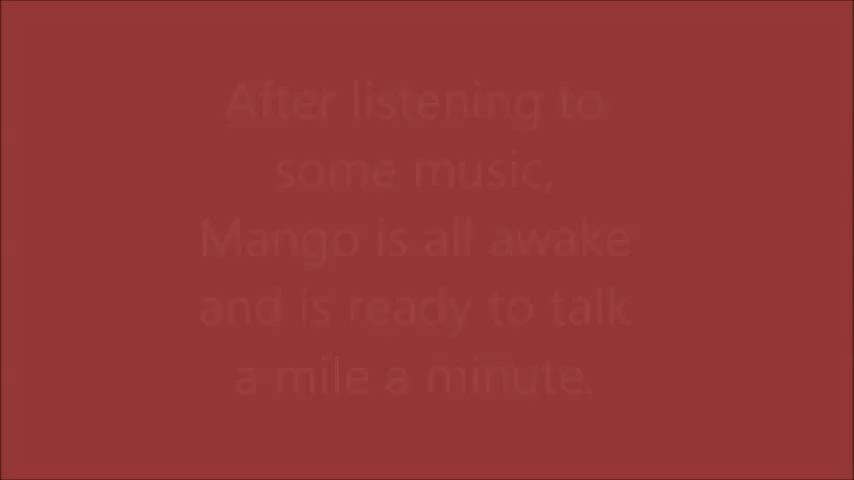 After listening to
some music,
Mango is all awake
and is ready to talk
a mile a minute.